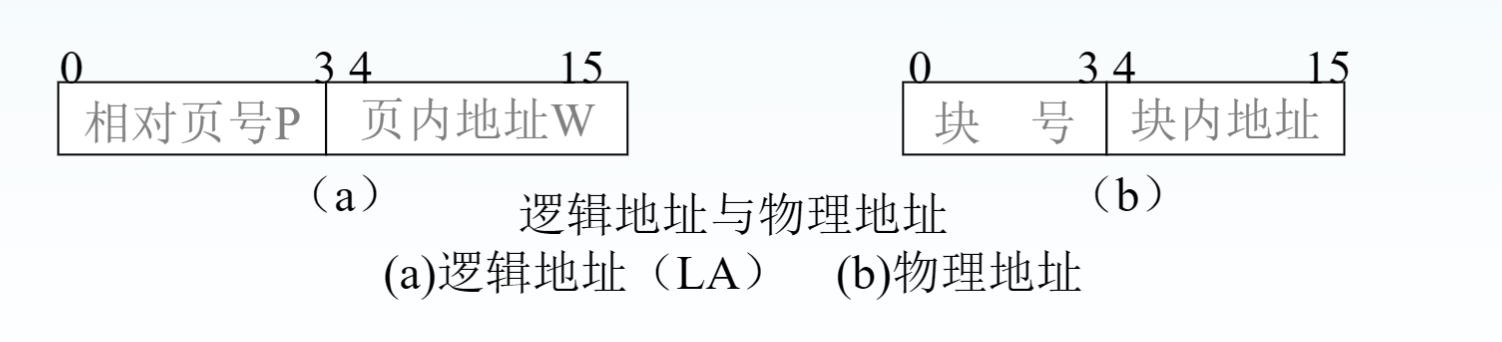 0 3 4 15 0 3 4 15
相对页号P 页内地址W 块 号 块内地址
（a） （b）
逻辑地址与物理地址
(a)逻辑地址（LA） (b)物理地址